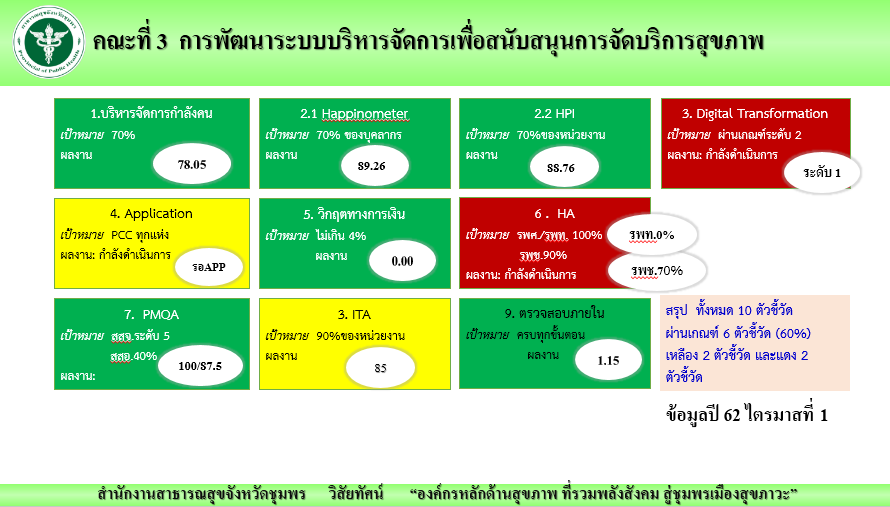 สาธารณสุขจังหวัดชุมพร
Provincial of Public Health
คณะที่ 3 การพัฒนาระบบบริหารจัดการเพื่อสนับสนุนการจัดบริการสุขภาพ
1.บริหารจัดการกำลังคน
เป้าหมาย 70%
ผลงาน
78.05
2.1 Happinometer
เป้าหมาย 70% ของบุคลากร
ผลงาน
89.26
2.2 HPI
เป้าหมาย 70%ของหน่วยงาน
ผลงาน
88.76
3. Digital Transformation
เป้าหมาย ผ่านเกณฑ์ระดับ 2
ผลงาน: กำลังดำเนินการ
ระดับ 1
4. Application
เป้าหมาย PCC ทุกแห่ง
ผลงาน: กำลังดำเนินการ
รอAPP
5. วิกฤตทางการเงิน
เป้าหมาย ไม่เกิน 4%
ผลงาน
0.00
6 . HA
เป้าหมาย รพศ./รพท. 100%
รพช.90%
ผลงาน: กำลังดำเนินการ
รพท.0%
รพช.70%
7. PMQA
เป้าหมาย สสจ.ระดับ 5
สสอ.40%
ผลงาน:
100/87.5
3. ITA
เป้าหมาย 90%ของหน่วยงาน
ผลงาน
85
9. ตรวจสอบภายใน
เป้าหมาย ครบทุกขั้นตอน
ผลงาน
1.15
สรุป ทั้งหมด 10 ตัวชี้วัด
ผ่านเกณฑ์ 6 ตัวชี้วัด (60%)
เหลือง 2 ตัวชี้วัด และแดง 2
ตัวชี้วัด
ข้อมูลปี 62 ไตรมาสที่ 1
สำนักงานสาธารณสุขจังหวัดชุมพร วิสัยทัศน์ “องค์กรหลักด้านสุขภาพ ที่รวมพลังสังคม สู่ชุมพรเมืองสุขภาวะ”